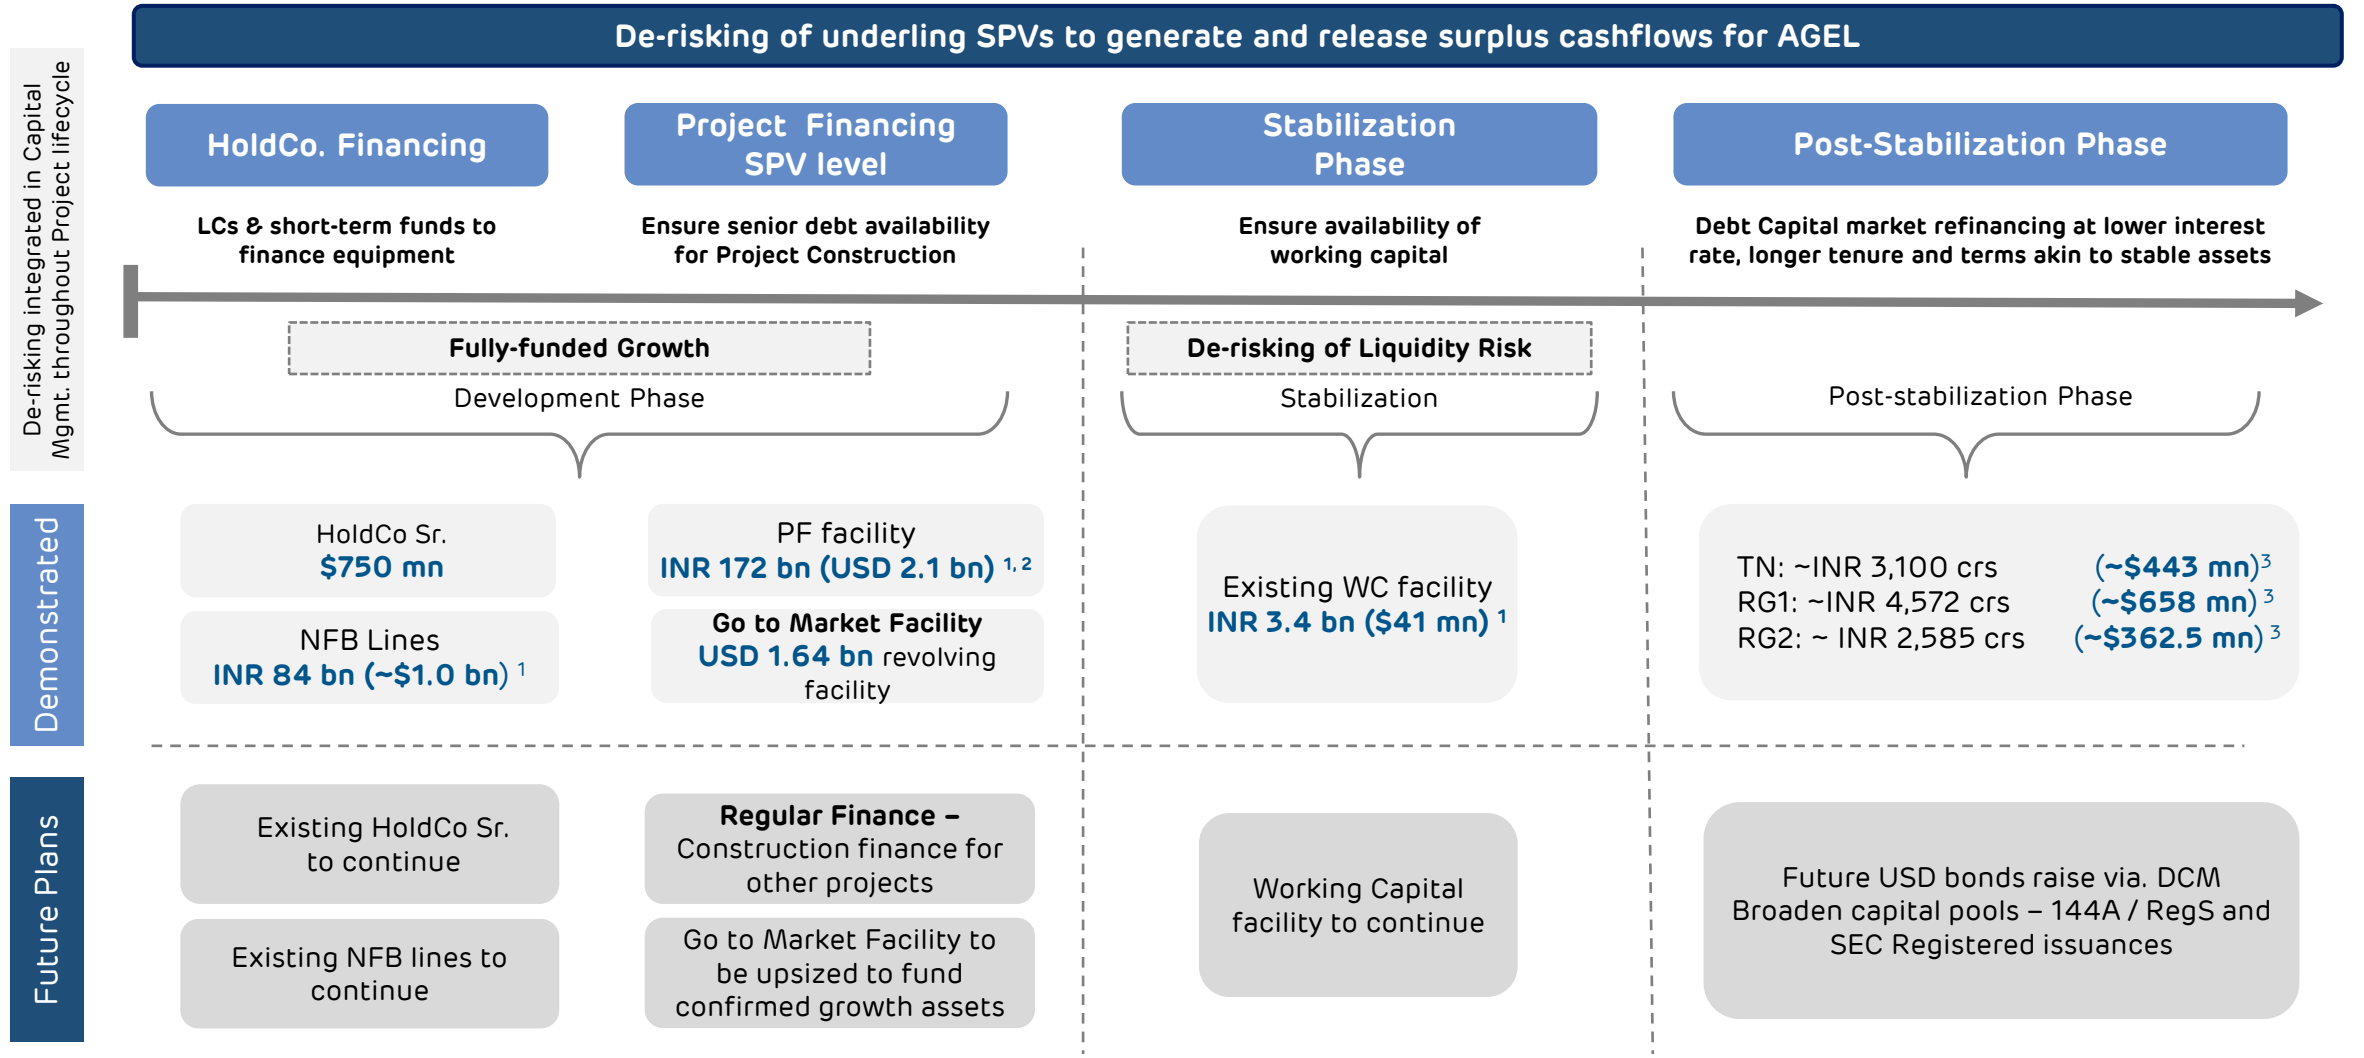 De-risking of underling SPVs to generate and release surplus cashflows for AGEL
De-risking integrated in Capital
Mgmt. throughout Project lifecycle
HoldCo. Financing
Project Financing
SPV level
Stabilization
Phase
Post-Stabilization Phase
LCs & short-term funds to
finance equipment
Ensure senior debt availability
for Project Construction
Ensure availability of
working capital
Debt Capital market refinancing at lower interest
rate, longer tenure and terms akin to stable assets
Fully-funded Growth
De-risking of Liquidity Risk
Development Phase
Stabilization
Post-stabilization Phase
Demonstrated
HoldCo Sr.
$750 mn
NFB Lines
INR 84 bn (~$1.0 bn) 1
PF facility
INR 172 bn (USD 2.1 bn) 1, 2
Go to Market Facility
USD 1.64 bn revolving
facility
Existing WC facility
INR 3.4 bn ($41 mn) 1
TN: ~INR 3,100 crs (~$443 mn)3
RG1: ~INR 4,572 crs (~$658 mn) 3
RG2: ~ INR 2,585 crs (~$362.5 mn) 3
Future Plans
Existing HoldCo Sr.
to continue
Existing NFB lines to
continue
Regular Finance –
Construction finance for
other projects
Go to Market Facility to
be upsized to fund
confirmed growth assets
Working Capital
facility to continue
Future USD bonds raise via. DCM
Broaden capital pools – 144A / RegS and
SEC Registered issuances